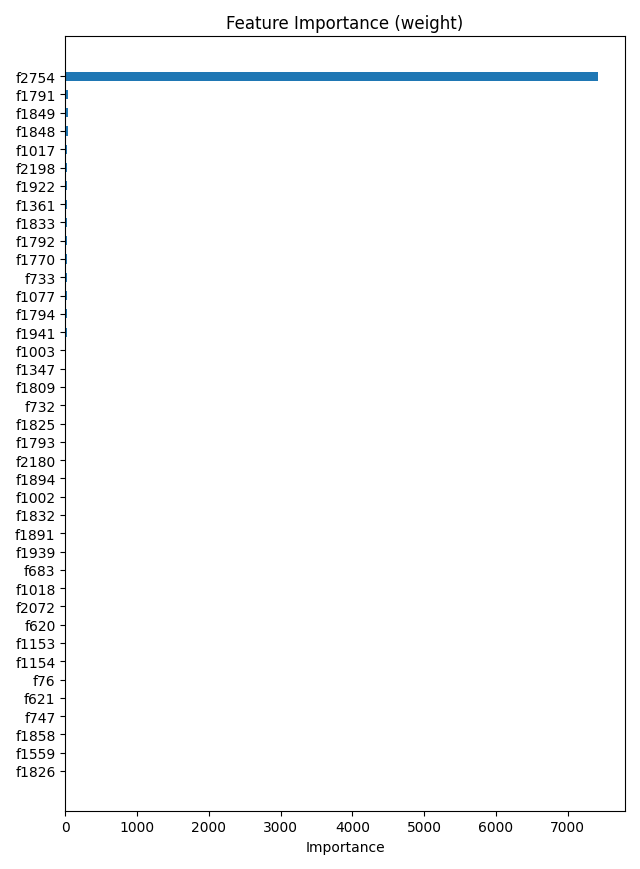 Feature Importance (weight)
f2754
f1791
f1849
f1848
f1017
f2198
f1922
f1361
f1833
f1792
f1770
f733
f1077
f1794
f1941
f1003
f1347
f1809
f732
f1825
f1793
f2180
f1894
f1002
f1832
f1891
f1939
f683
f1018
f2072
f620
f1153
f1154
f76
f621
f747
f1858
f1559
f1826
0 1000 2000 3000 4000 5000 6000 7000
Importance